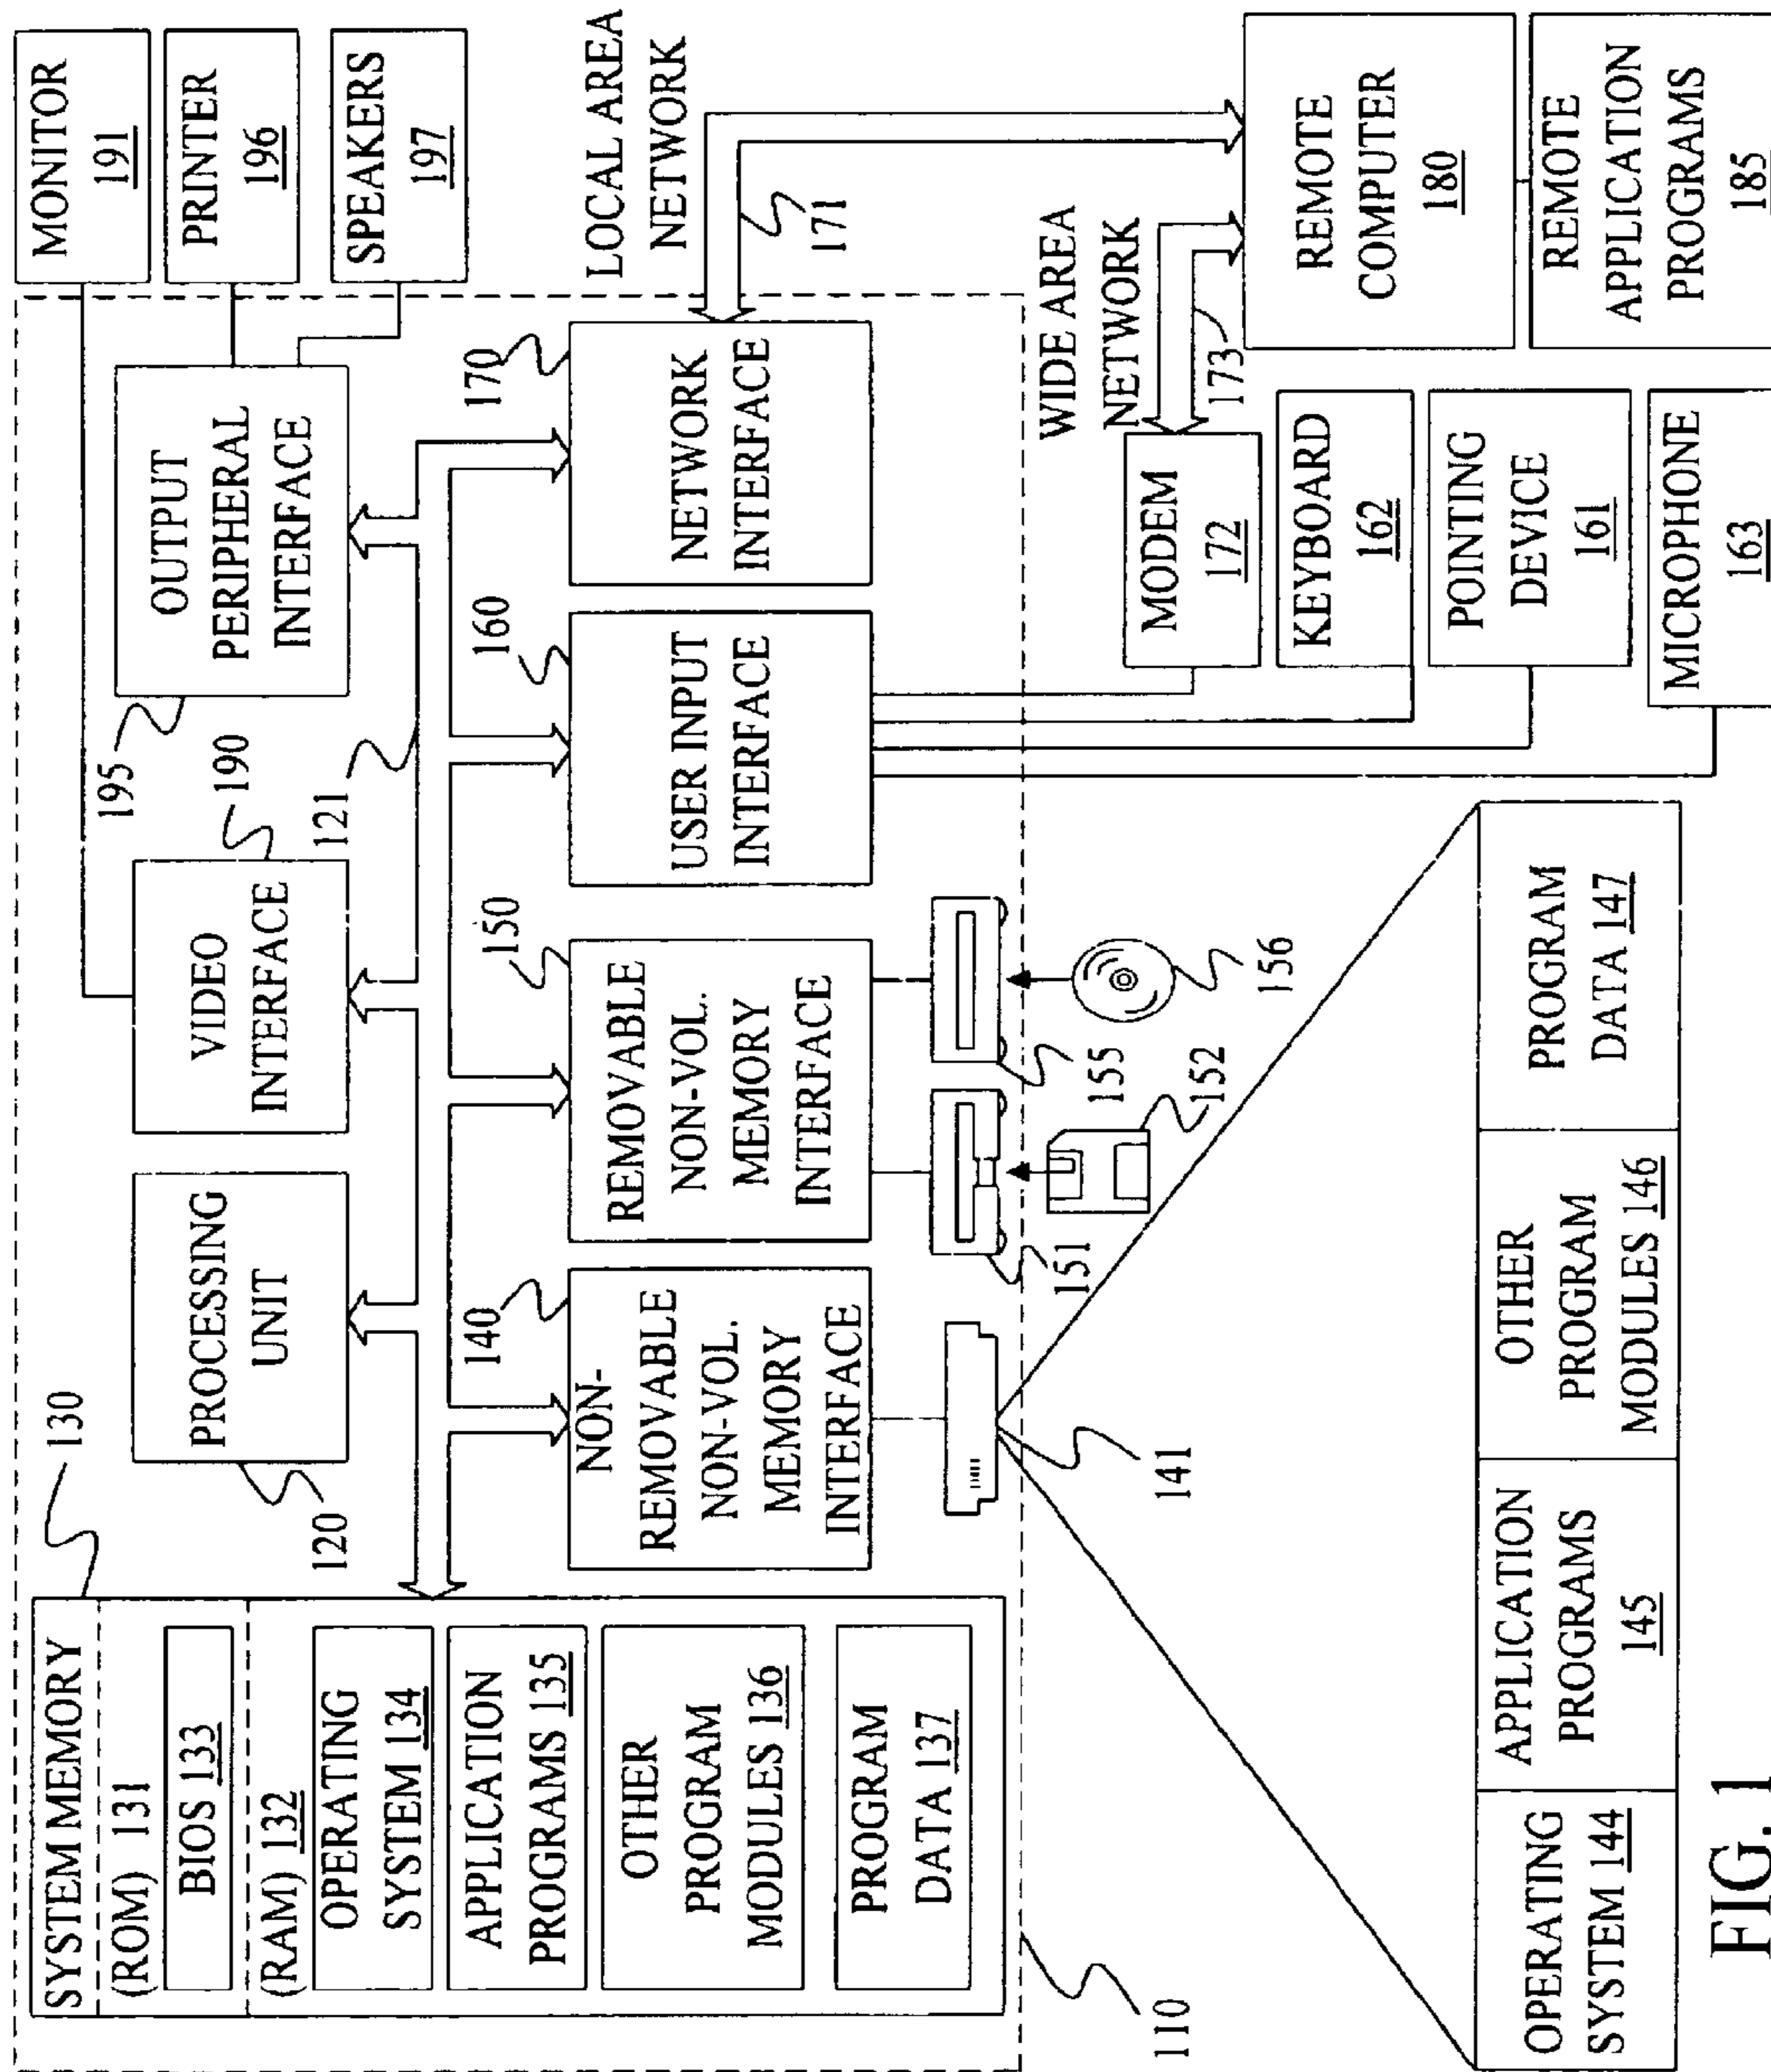 SYSTEM MEMORY
(ROM) 131
BIOS 133
(RAM) 132
OPERATING
SYSTEM 134
APPLICATION
PROGRAMS 135
OTHER
PROGRAM
MODULES 136
PROGRAM
DATA 137
130
120
PROCESSING
UNIT
VIDEO
INTERFACE
190
121
195
OUTPUT
PERIPHERAL
INTERFACE
MONITOR
191
PRINTER
196
SPEAKERS
197
140
NON-
REMOVABLE
NON-VOL.
MEMORY
INTERFACE
150
REMOVABLE
NON-VOL.
MEMORY
INTERFACE
160
USER INPUT
INTERFACE
170
NETWORK
INTERFACE
LOCAL AREA
NETWORK
171
110
141
151
152
155
156
WIDE AREA
NETWORK
173
MODEM
172
KEYBOARD
162
POINTING
DEVICE
161
MICROPHONE
163
REMOTE
COMPUTER
180
REMOTE
APPLICATION
PROGRAMS
185
OPERATING
SYSTEM 144
APPLICATION
PROGRAMS
145
OTHER
PROGRAM
MODULES 146
PROGRAM
DATA 147
FIG. 1